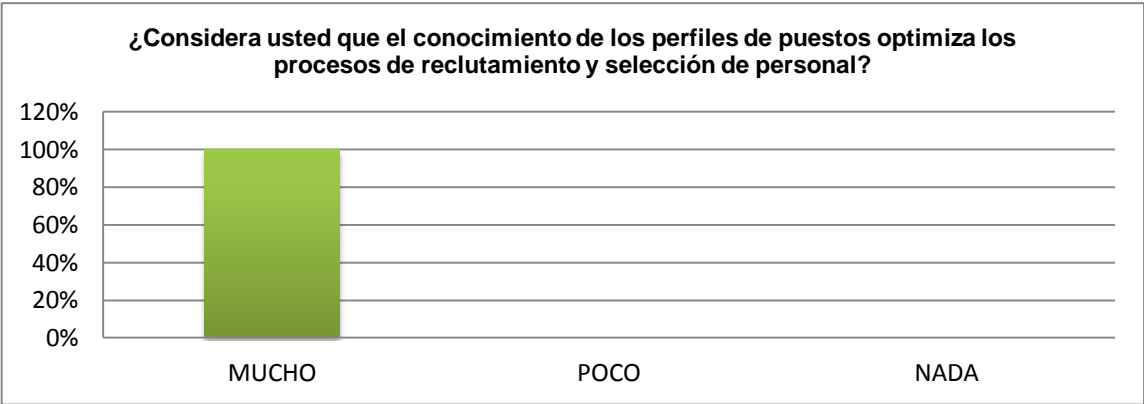 ¿Considera usted que el conocimiento de los perfiles de puestos optimiza los
procesos de reclutamiento y selección de personal?
120%
100%
80%
60%
40%
20%
0%
MUCHO POCO NADA